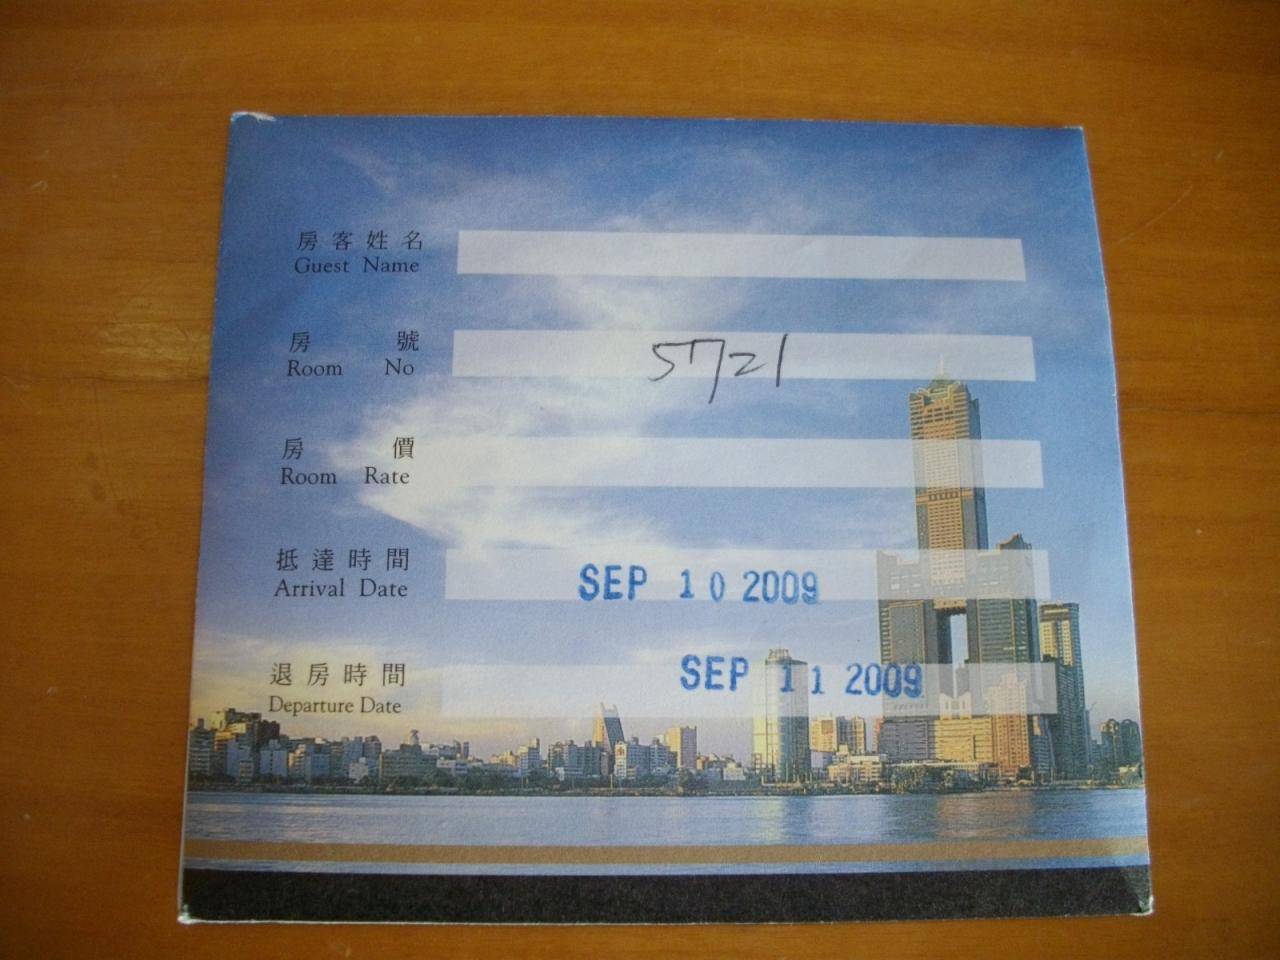 房客姓名
Guest Name
房號 5721
Room No
房價
Room Rate
抵達時間
Arrival Date SEP 10 2009
退房時間 SEP 11 2009
Departure Date